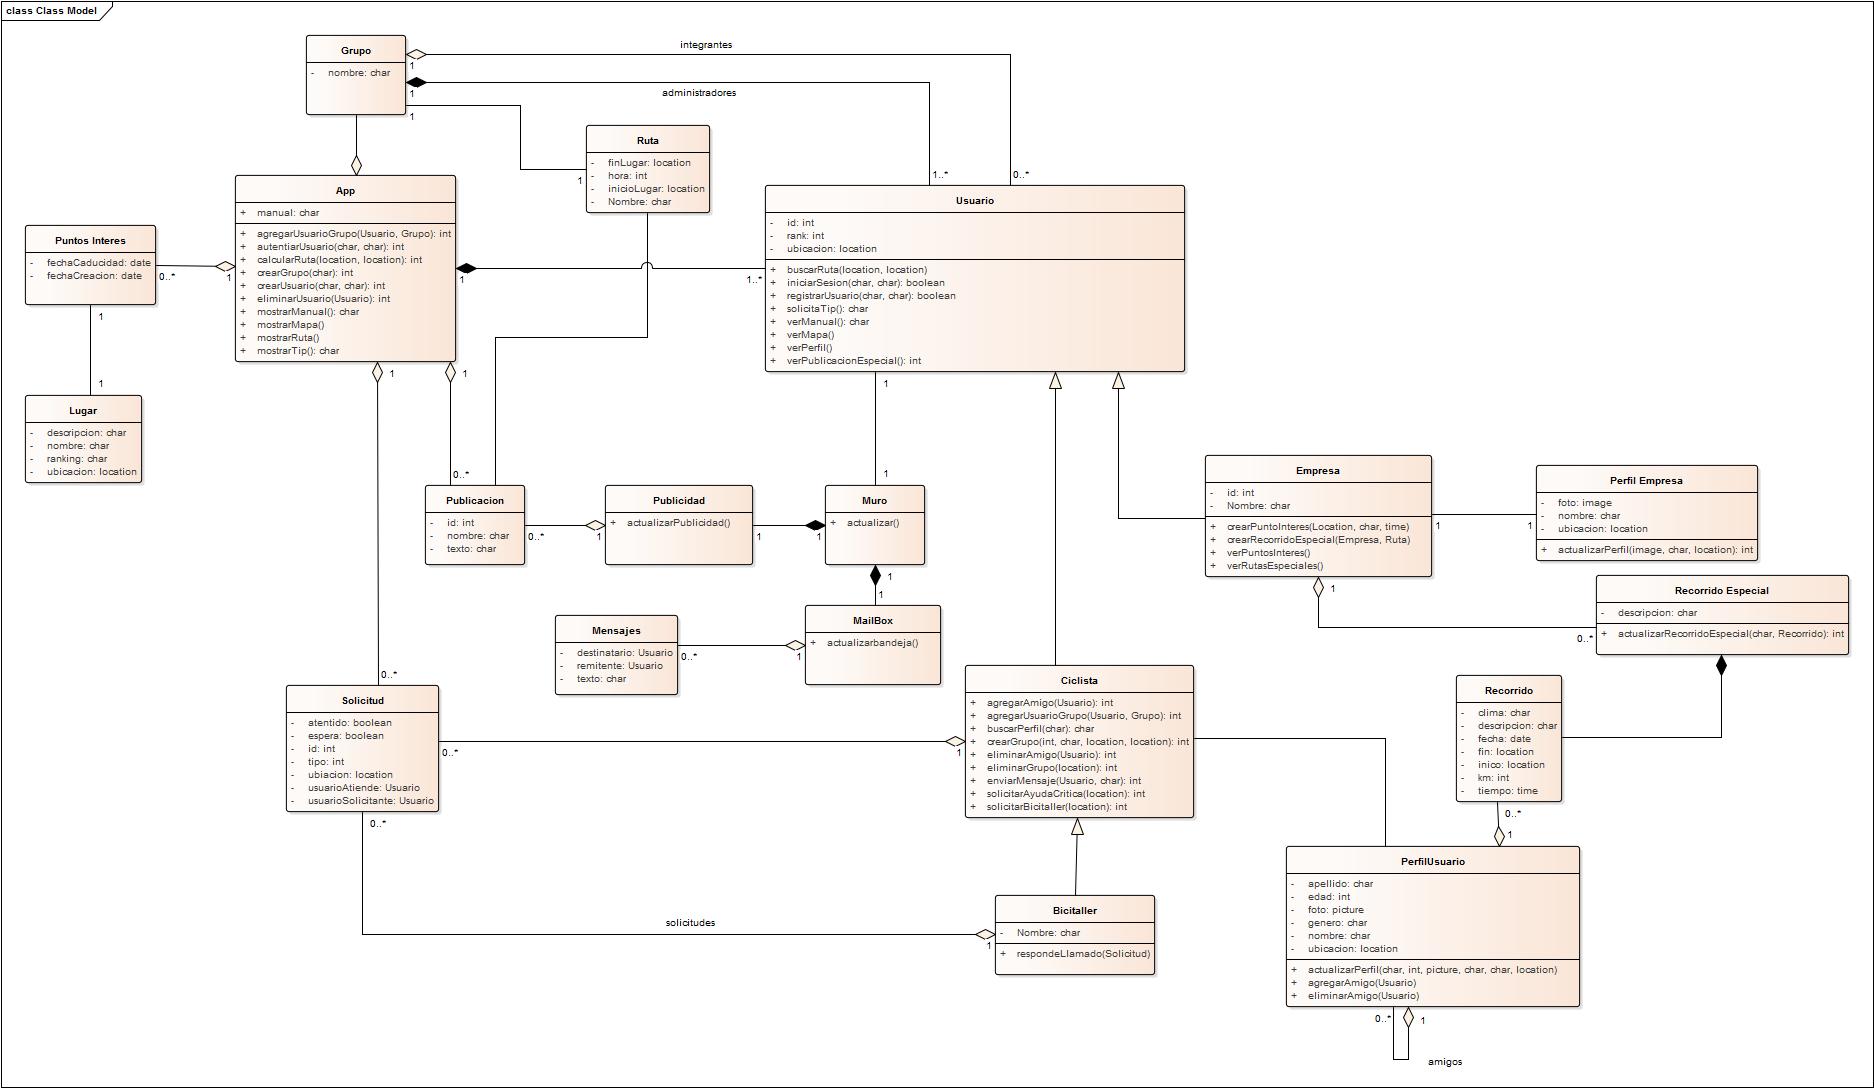 class Class Model
Grupo
- nombre: char
integrantes
1
administradores
1
1
1..*
0..*
Ruta
- finLugar: location
- hora: int
- inicioLugar: location
- Nombre: char
1
App
+ manual: char
+ agregarUsuarioGrupo(Usuario, Grupo): int
+ autentiarUsuario(char, char): int
+ calcularRuta(location, location): int
+ crearGrupo(char): int
+ crearUsuario(char, char): int
+ eliminarUsuario(Usuario): int
+ mostrarManual(): char
+ mostrarMapa()
+ mostrarRuta()
+ mostrarTip(): char
Usuario
- id: int
- rank: int
- ubicacion: location
+ buscarRuta(location, location)
+ iniciarSesion(char, char): boolean
+ registrarUsuario(char, char): boolean
+ solicitaTip(): char
+ verManual(): char
+ verMapa()
+ verPerfil()
+ verPublicacionEspecial(): int
Puntos Interes
- fechaCaducidad: date
- fechaCreacion: date
0..*
1
1
1..*
1
1
Lugar
- descripcion: char
- nombre: char
- ranking: char
- ubicacion: location
1
1
1
0..*
1
Publicacion
- id: int
- nombre: char
- texto: char
0..*
1
Publicidad
+ actualizarPublicidad()
1
1
Muro
+ actualizar()
1
1
Empresa
- id: int
- Nombre: char
+ crearPuntoInteres(Location, char, time)
+ crearRecorridoEspecial(Empresa, Ruta)
+ verPuntosInteres()
+ verRutasEspeciales()
1
1
Perfil Empresa
- foto: image
- nombre: char
- ubicacion: location
+ actualizarPerfil(image, char, location): int
1
0..*
Recorrido Especial
- descripcion: char
+ actualizarRecorridoEspecial(char, Recorrido): int
Mensajes
- destinatario: Usuario
- remitente: Usuario
- texto: char
0..*
1
MailBox
+ actualizarbandeja()
0..*
Solicitud
- atentido: boolean
- espera: boolean
- id: int
- tipo: int
- ubiacion: location
- usuarioAtiende: Usuario
- usuarioSolicitante: Usuario
0..*
1
0..*
Ciclista
+ agregarAmigo(Usuario): int
+ agregarUsuarioGrupo(Usuario, Grupo): int
+ buscarPerfil(char): char
+ crearGrupo(int, char, location, location): int
+ eliminarAmigo(Usuario): int
+ eliminarGrupo(location): int
+ enviarMensaje(Usuario, char): int
+ solicitarAyudaCritica(location): int
+ solicitarBicitaller(location): int
Recorrido
- clima: char
- descripcion: char
- fecha: date
- fin: location
- inico: location
- km: int
- tiempo: time
0..*
1
solicitudes
1
Bicitaller
- Nombre: char
+ respondeLlamado(Solicitud)
PerfilUsuario
- apellido: char
- edad: int
- foto: picture
- genero: char
- nombre: char
- ubicacion: location
+ actualizarPerfil(char, int, picture, char, char, location)
+ agregarAmigo(Usuario)
+ eliminarAmigo(Usuario)
0..*
1
amigos